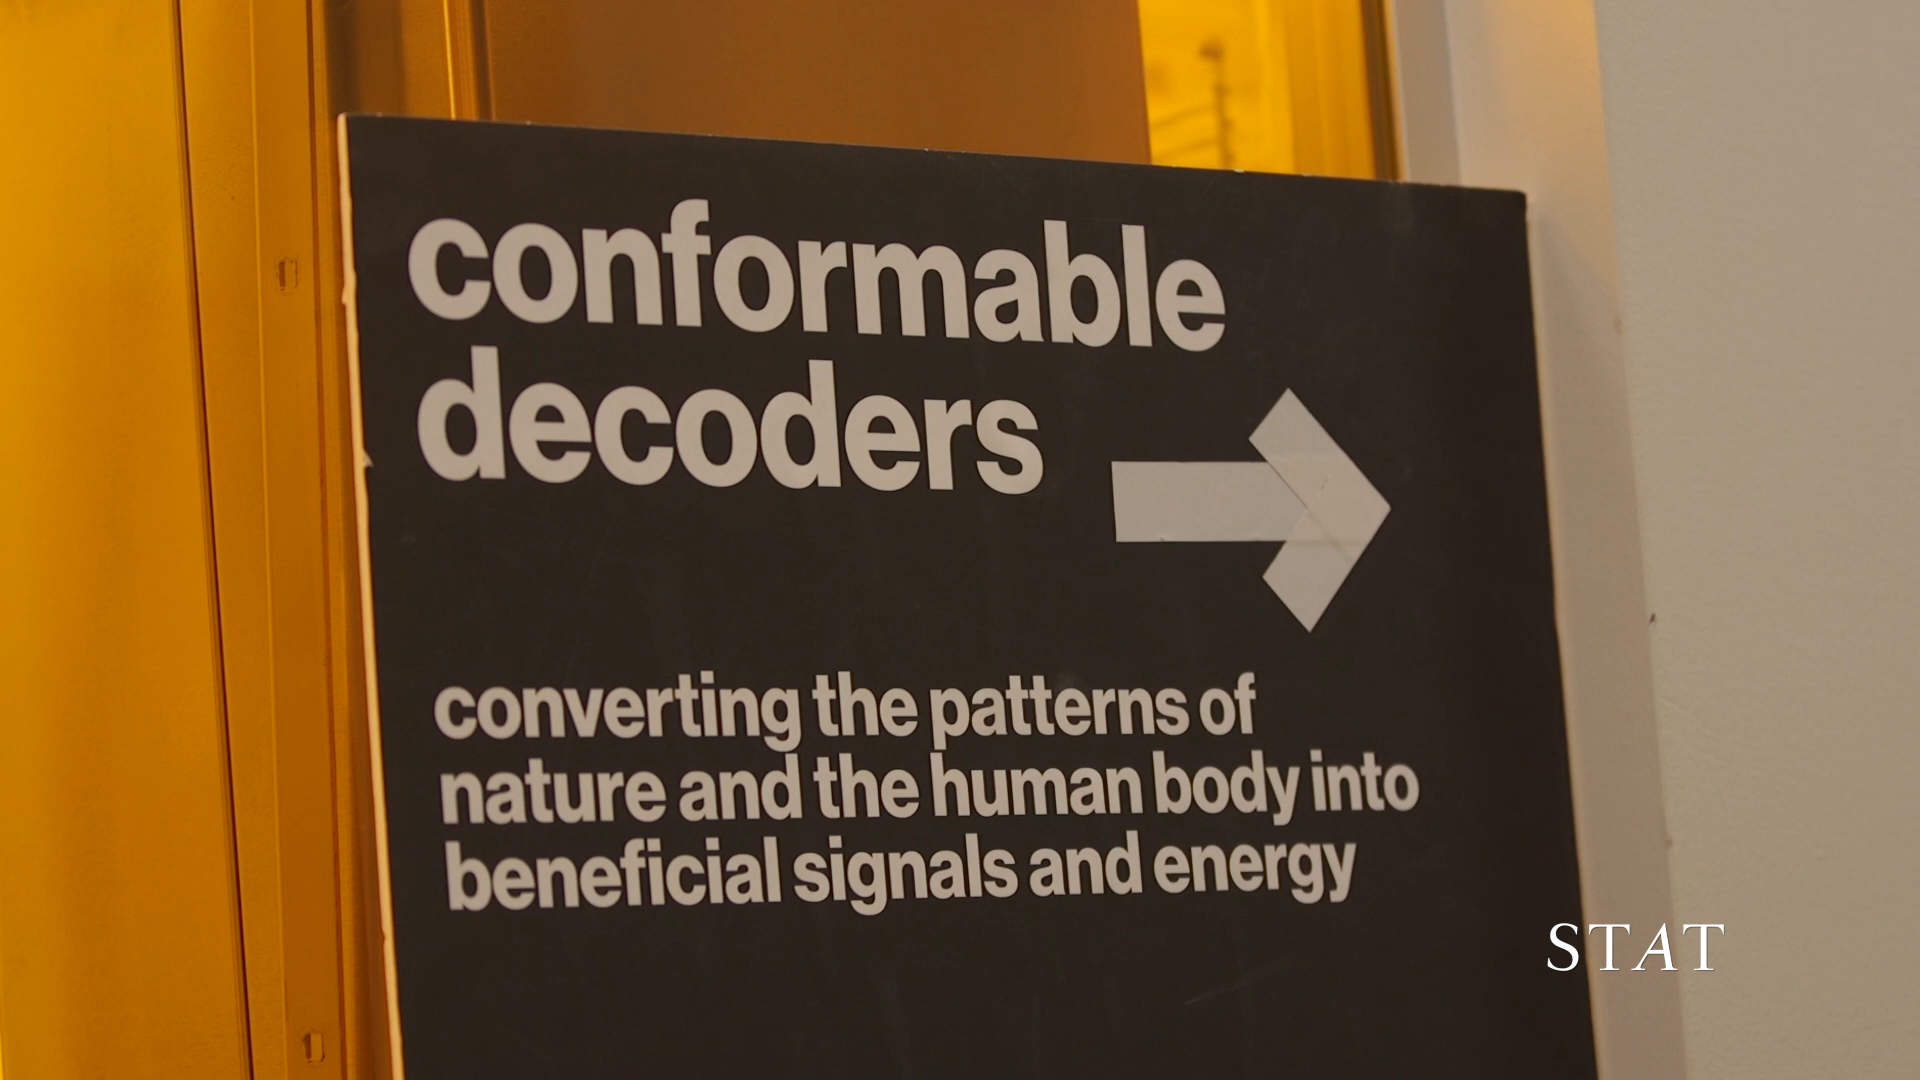 conformable
decoders
converting the patterns of
nature and the human body into
beneficial signals and energy
STAT